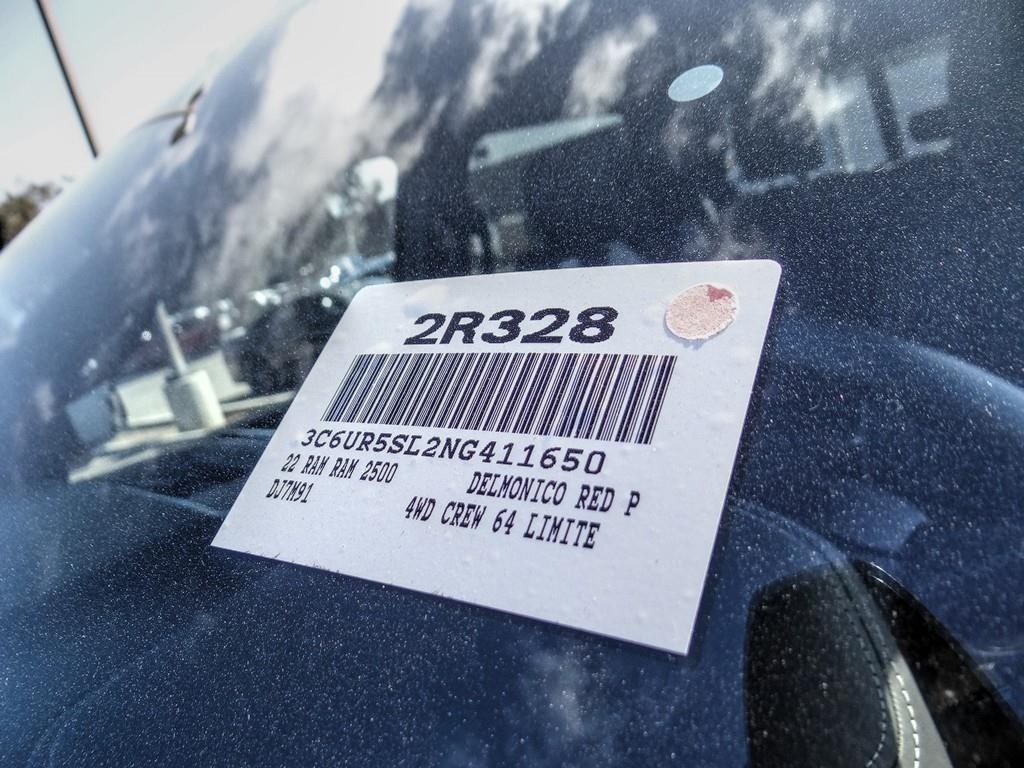 2R328
3C6UR5SL2NG411650
22 RAM RAM 2500 DELMONICO RED P
DJ7M91 4WD CREW 64 LIMITE